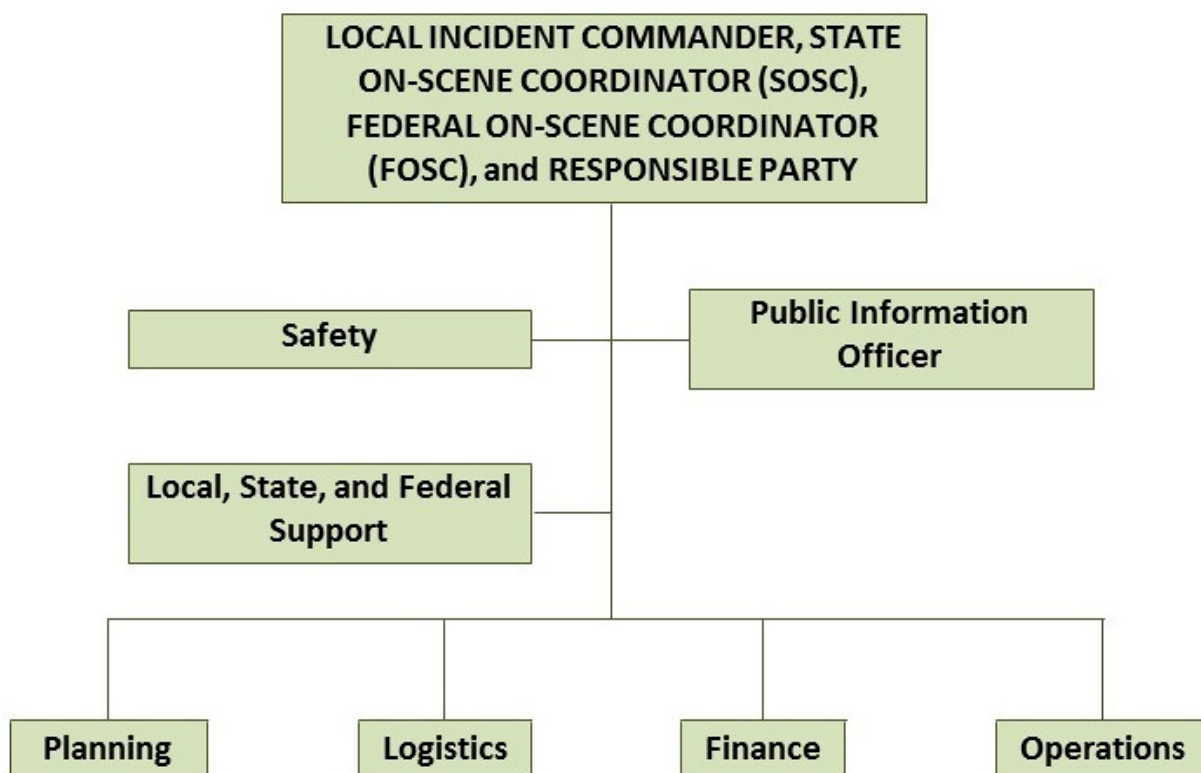 LOCAL INCIDENT COMMANDER, STATE
ON-SCENE COORDINATOR (SOSC),
FEDERAL ON-SCENE COORDINATOR
(FOSC), and RESPONSIBLE PARTY
Safety
Public Information
Officer
Local, State, and Federal
Support
Planning
Logistics
Finance
Operations